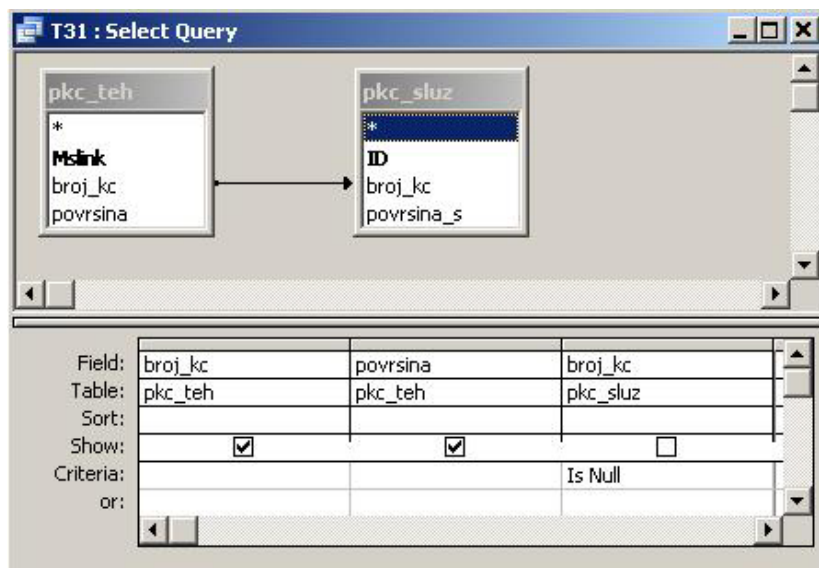 T31 : Select Query
pkc_teh
*
Mslink
broj_kc
povrsina
pkc_sluz
*
ID
broj_kc
povrsina_s
Field: broj_kc povrsina broj_kc
Table: pkc_teh pkc_teh pkc_sluz
Sort:
Show:
Criteria: Is Null
or: